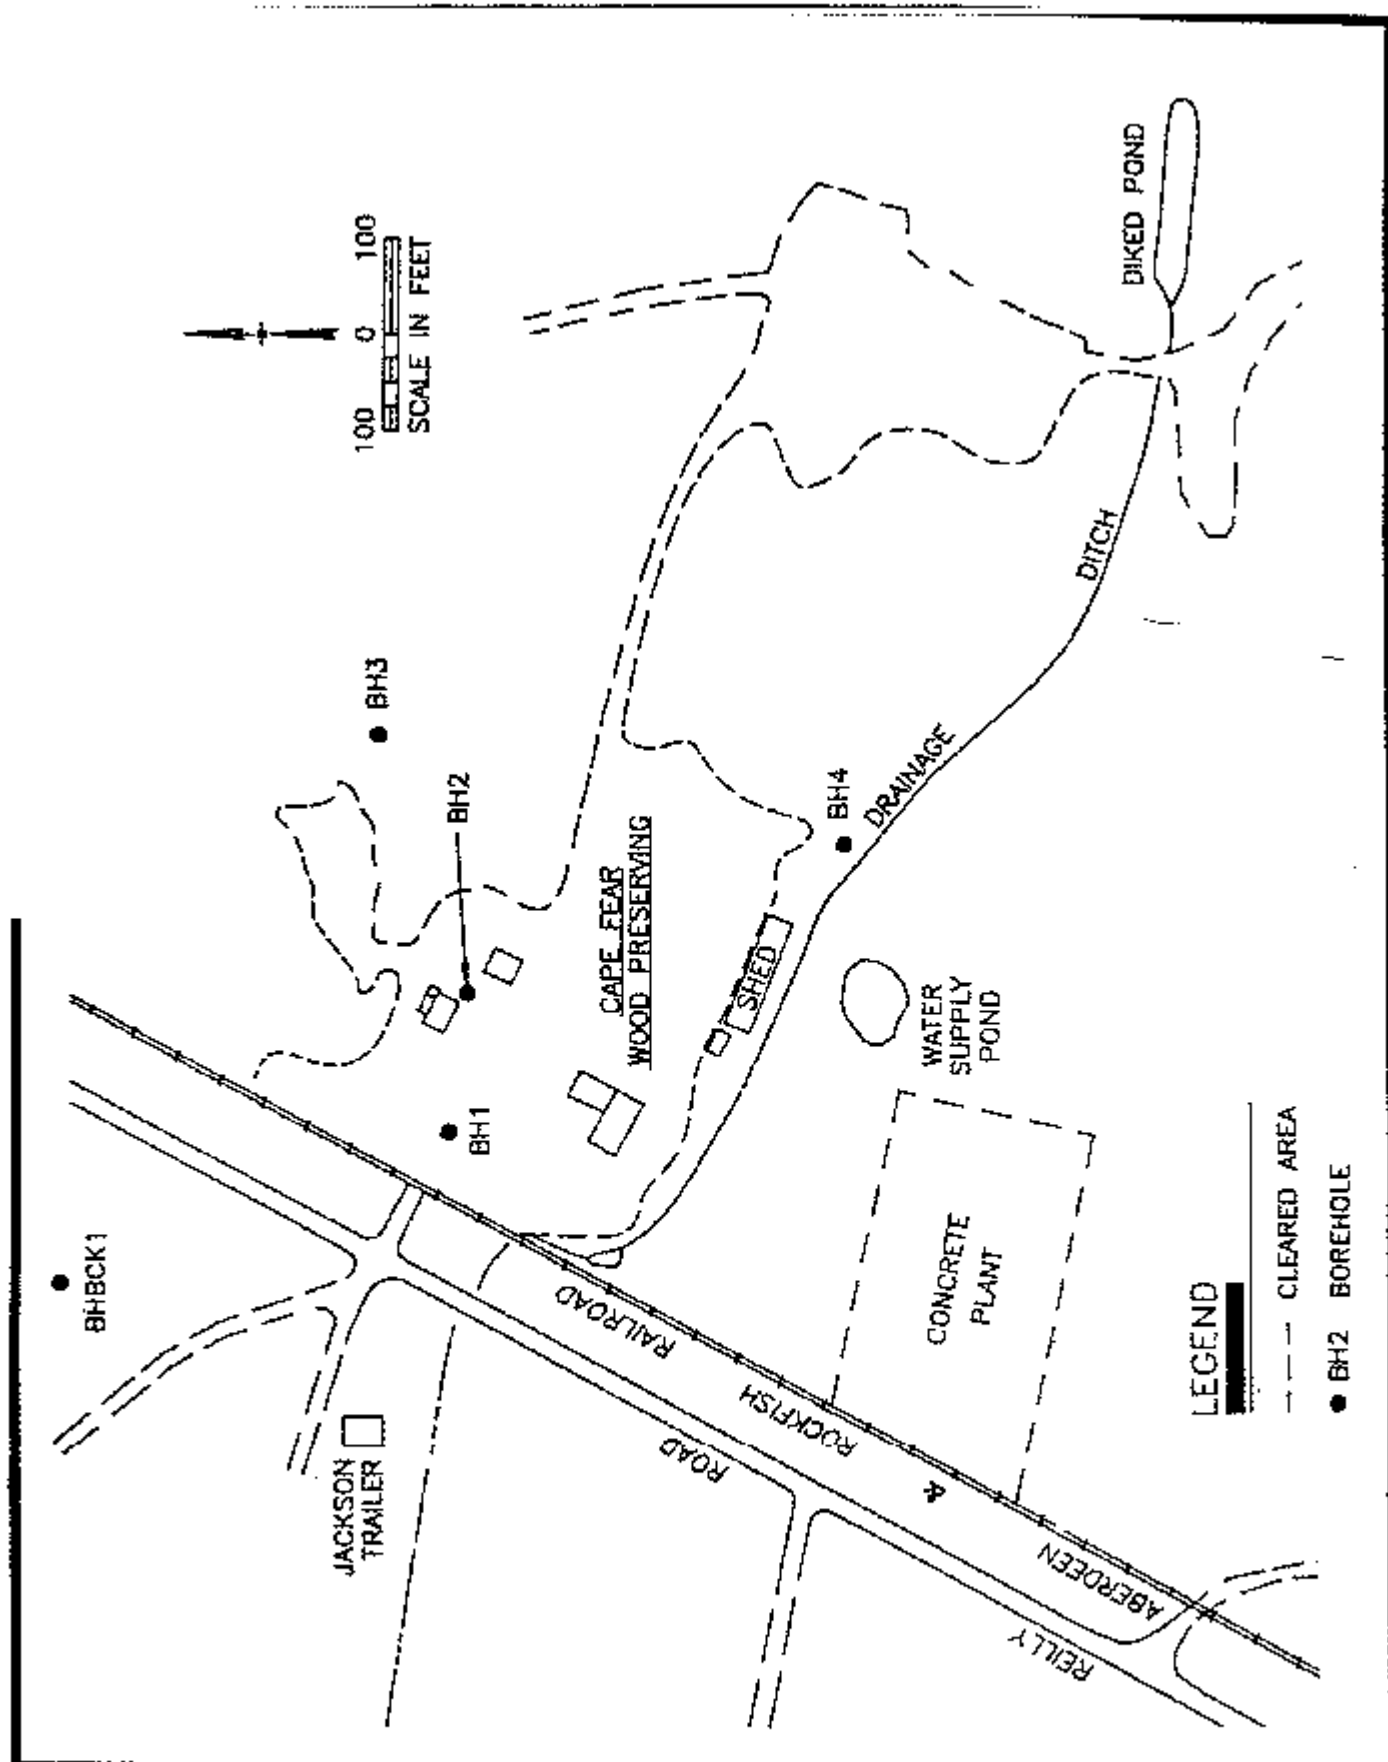 BHBCK1
JACKSON
TRAILER
BH1
BH2
BH3
100 0 100
SCALE IN FEET
CAPE FEAR
WOOD PRESERVING
SHED
BH4
DRAINAGE
DITCH
DIKED POND
WATER
SUPPLY
POND
CONCRETE
PLANT
REILLY
ROAD
ABERDEEN
&
ROCKFISH
RAILROAD
LEGEND
CLEARED AREA
BH2 BOREHOLE